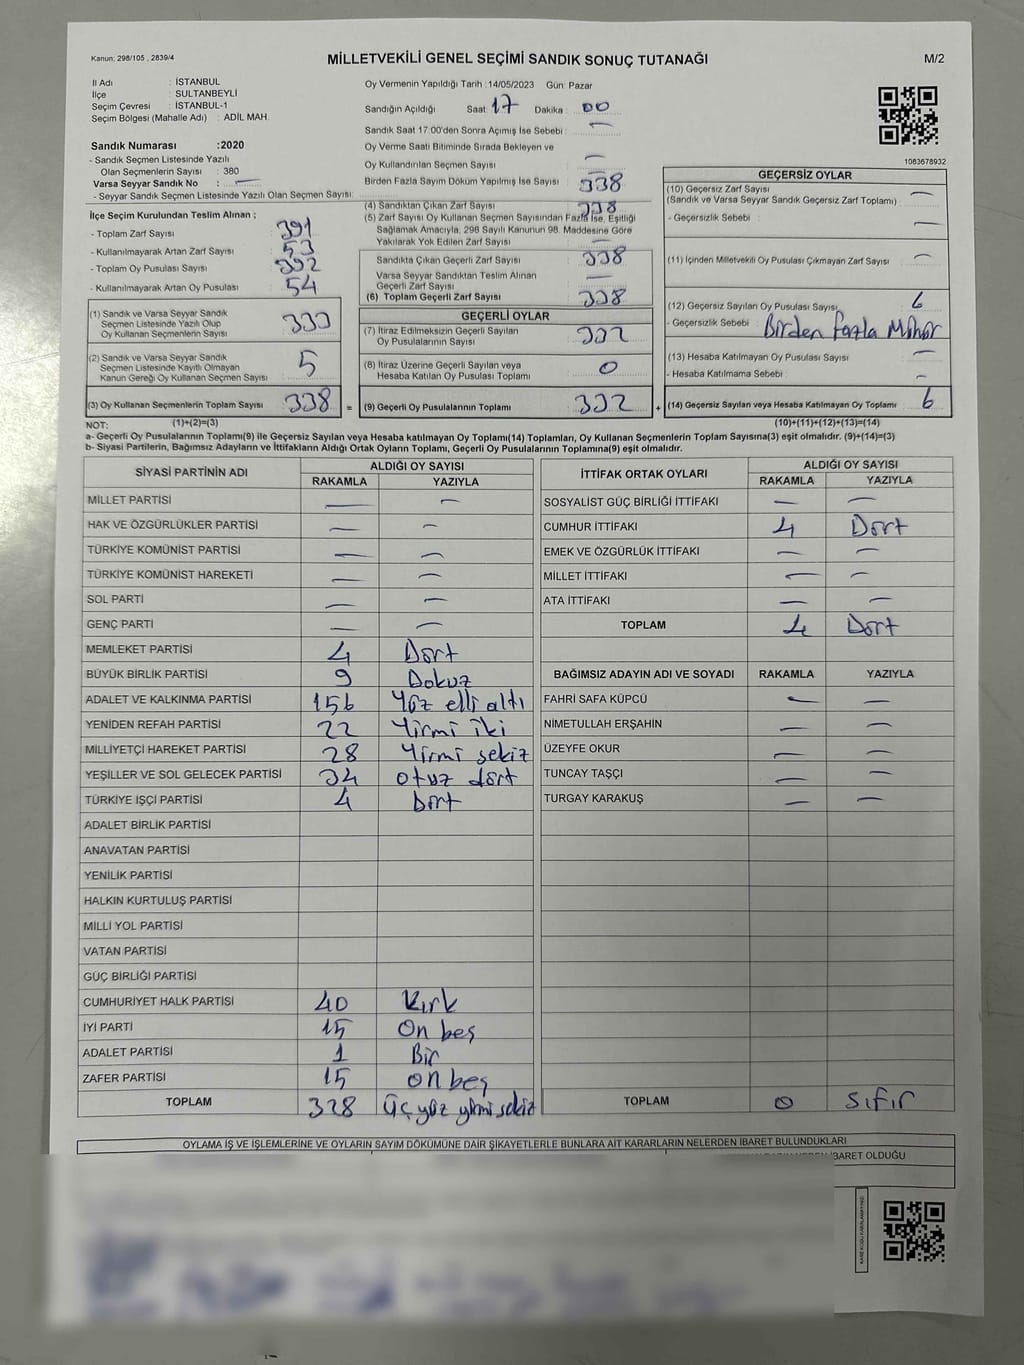 Kanun: 298/105 , 2839/4
MİLLETVEKİLİ GENEL SEÇİMİ SANDIK SONUÇ TUTANAĞI
M/2
İl Adı : İSTANBUL
İlçe : SULTANBEYLİ
Seçim Çevresi : İSTANBUL-1
Seçim Bölgesi (Mahalle Adı) : ADİL MAH.
Sandık Numarası :2020
- Sandık Seçmen Listesinde Yazılı
Olan Seçmenlerin Sayısı : 380
Varsa Seyyar Sandık No : —
- Seyyar Sandık Seçmen Listesinde Yazılı Olan Seçmen Sayısı:
İlçe Seçim Kurulundan Teslim Alınan ;
- Toplam Zarf Sayısı : 391
- Kullanılmayarak Artan Zarf Sayısı : 53
- Toplam Oy Pusulası Sayısı : 392
- Kullanılmayarak Artan Oy Pusulası : 54
(1) Sandık ve Varsa Seyyar Sandık
Seçmen Listesinde Yazılı Olup
Oy Kullanan Seçmenlerin Sayısı 333
(2) Sandık ve Varsa Seyyar Sandık
Seçmen Listesinde Kayıtlı Olmayan
Kanun Gereği Oy Kullanan Seçmen Sayısı 5
(3) Oy Kullanan Seçmenlerin Toplam Sayısı 338 =
Oy Vermenin Yapıldığı Tarih :14/05/2023 Gün: Pazar
Sandığın Açıldığı Saat: 17 Dakika : 00
Sandık Saat 17:00'den Sonra Açımış İse Sebebi : —
Oy Verme Saati Bitiminde Sırada Bekleyen ve
Oy Kullandırılan Seçmen Sayısı : —
Birden Fazla Sayım Döküm Yapılmış İse Sayısı : 338
(4) Sandıktan Çıkan Zarf Sayısı : 338
(5) Zarf Sayısı Oy Kullanan Seçmen Sayısından Fazla İse, Eşitliği
Sağlamak Amacıyla, 298 Sayılı Kanunun 98. Maddesine Göre
Yakılarak Yok Edilen Zarf Sayısı : —
Sandıkta Çıkan Geçerli Zarf Sayısı : 338
Varsa Seyyar Sandıktan Teslim Alınan
Geçerli Zarf Sayısı : —
(6) Toplam Geçerli Zarf Sayısı : 338
GEÇERLİ OYLAR
(7) İtiraz Edilmeksizin Geçerli Sayılan
Oy Pusulalarının Sayısı : 332
(8) İtiraz Üzerine Geçerli Sayılan veya
Hesaba Katılan Oy Pusulası Toplamı : 0
(9) Geçerli Oy Pusulalarının Toplamı : 332 +
1083678932
GEÇERSİZ OYLAR
(10) Geçersiz Zarf Sayısı : —
(Sandık ve Varsa Seyyar Sandık Geçersiz Zarf Toplamı)
- Geçersizlik Sebebi : —
(11) İçinden Milletvekili Oy Pusulası Çıkmayan Zarf Sayısı : —
(12) Geçersiz Sayılan Oy Pusulası Sayısı : 6
- Geçersizlik Sebebi : Birden fazla Mühür
(13) Hesaba Katılmayan Oy Pusulası Sayısı : —
- Hesaba Katılmama Sebebi : —
(14) Geçersiz Sayılan veya Hesaba Katılmayan Oy Toplamı : 6
NOT: (1)+(2)=(3) (10)+(11)+(12)+(13)=(14)
a- Geçerli Oy Pusulalarının Toplamı(9) ile Geçersiz Sayılan veya Hesaba katılmayan Oy Toplamı(14) Toplamları, Oy Kullanan Seçmenlerin Toplam Sayısına(3) eşit olmalıdır. (9)+(14)=(3)
b- Siyasi Partilerin, Bağımsız Adayların ve İttifakların Aldığı Ortak Oyların Toplamı, Geçerli Oy Pusulalarının Toplamına(9) eşit olmalıdır.
SİYASİ PARTİNİN ADI ALDIĞI OY SAYISI
RAKAMLA YAZIYLA
MİLLET PARTİSİ — —
HAK VE ÖZGÜRLÜKLER PARTİSİ — —
TÜRKİYE KOMÜNİST PARTİSİ — —
TÜRKİYE KOMÜNİST HAREKETİ — —
SOL PARTİ — —
GENÇ PARTİ — —
MEMLEKET PARTİSİ 4 Dört
BÜYÜK BİRLİK PARTİSİ 9 Dokuz
ADALET VE KALKINMA PARTİSİ 156 Yüz elli altı
YENİDEN REFAH PARTİSİ 22 Yirmi iki
MİLLİYETÇİ HAREKET PARTİSİ 28 Yirmi sekiz
YEŞİLLER VE SOL GELECEK PARTİSİ 34 otuz dört
TÜRKİYE İŞÇİ PARTİSİ 4 Dört
ADALET BİRLİK PARTİSİ
ANAVATAN PARTİSİ
YENİLİK PARTİSİ
HALKIN KURTULUŞ PARTİSİ
MİLLİ YOL PARTİSİ
VATAN PARTİSİ
GÜÇ BİRLİĞİ PARTİSİ
CUMHURİYET HALK PARTİSİ 40 Kırk
İYİ PARTİ 15 On beş
ADALET PARTİSİ 1 Bir
ZAFER PARTİSİ 15 on beş
TOPLAM 328 üç yüz yirmi sekiz
İTTİFAK ORTAK OYLARI ALDIĞI OY SAYISI
RAKAMLA YAZIYLA
SOSYALİST GÜÇ BİRLİĞİ İTTİFAKI — —
CUMHUR İTTİFAKI 4 Dört
EMEK VE ÖZGÜRLÜK İTTİFAKI — —
MİLLET İTTİFAKI — —
ATA İTTİFAKI — —
TOPLAM 4 Dört
BAĞIMSIZ ADAYIN ADI VE SOYADI RAKAMLA YAZIYLA
FAHRİ SAFA KÜPCÜ — —
NİMETULLAH ERŞAHİN — —
ÜZEYFE OKUR — —
TUNCAY TAŞÇI — —
TURGAY KARAKUŞ — —
TOPLAM 0 sıfır
OYLAMA İŞ VE İŞLEMLERİNE VE OYLARIN SAYIM DÖKÜMÜNE DAİR ŞİKAYETLERLE BUNLARA AİT KARARLARIN NELERDEN İBARET BULUNDUKLARI
İBARET OLDUĞU